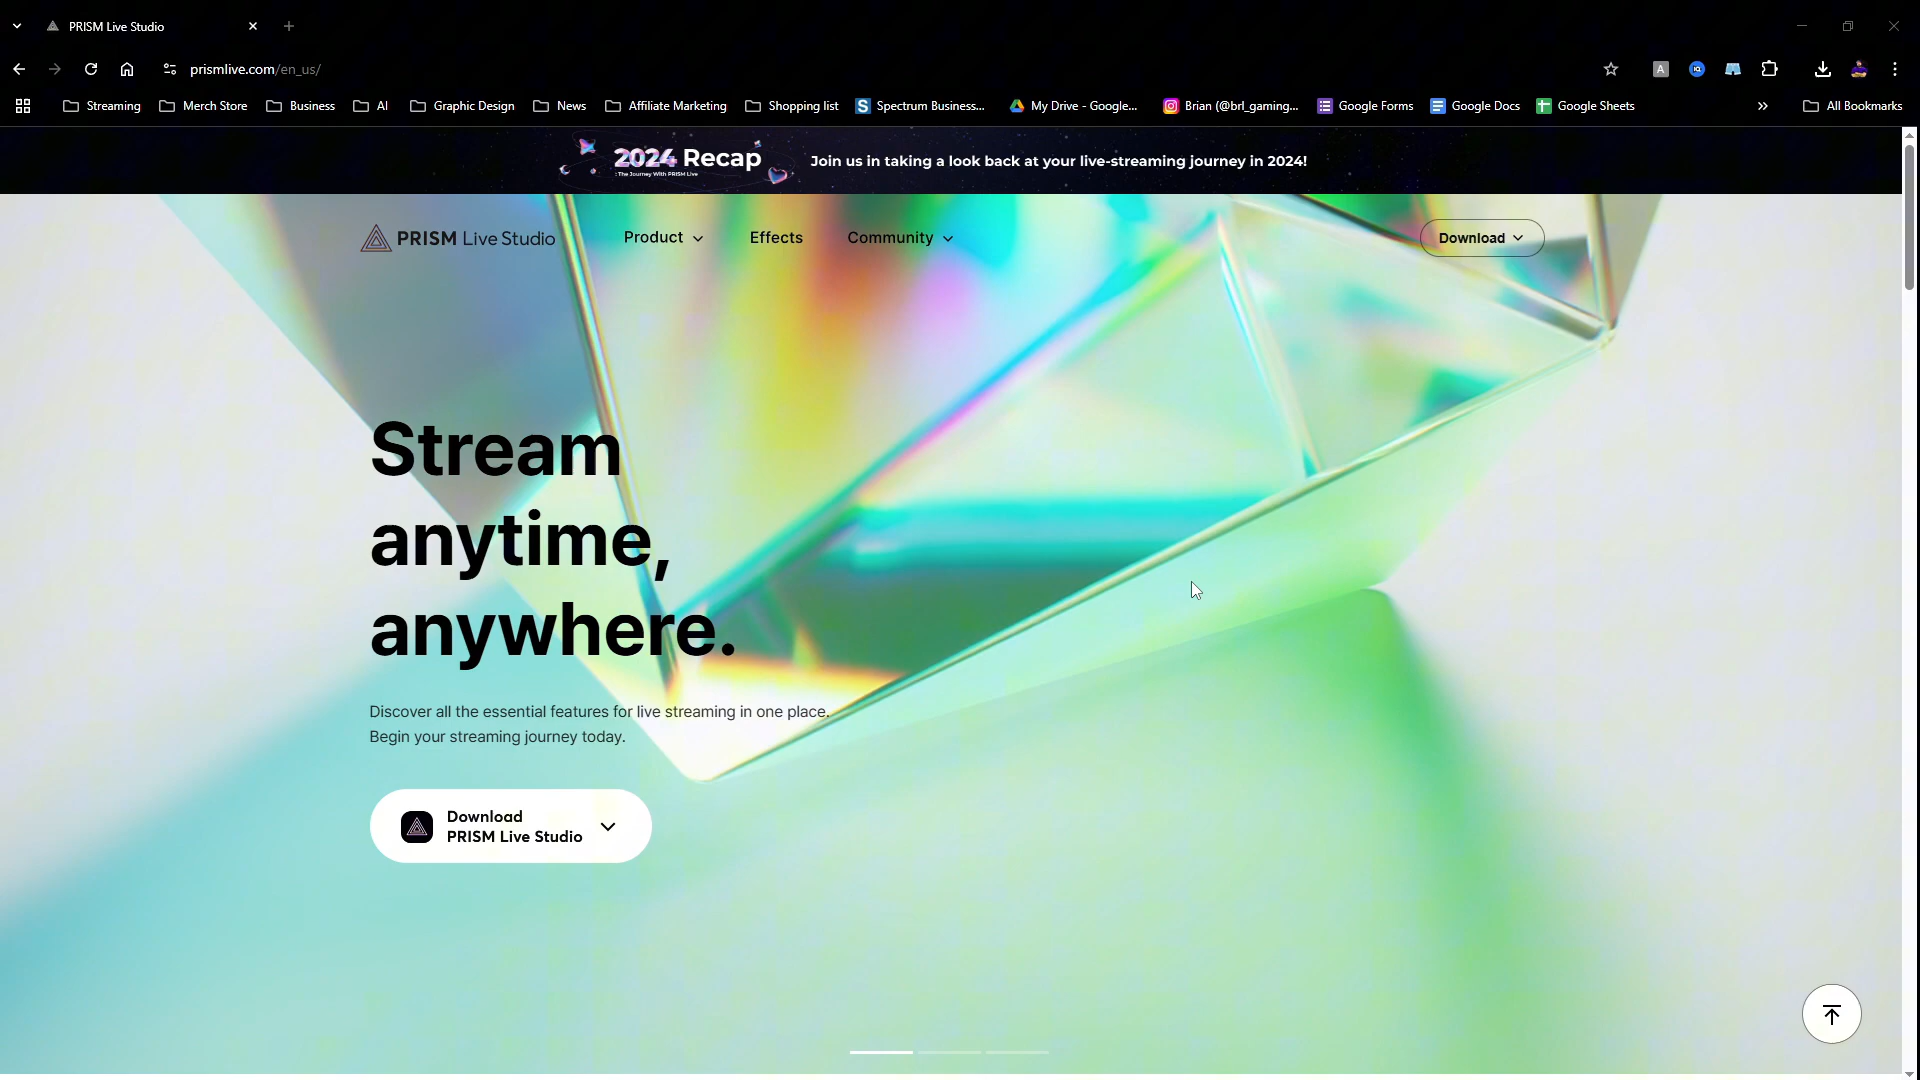 PRISM Live Studio
prismlive.com/en_us/
A
IQ
Streaming
Merch Store
Business
AI
Graphic Design
News
Affiliate Marketing
Shopping list
S
Spectrum Business...
My Drive - Google...
Brian (@brl_gaming...
Google Forms
Google Docs
Google Sheets
All Bookmarks
2024 Recap
: The Journey With PRISM Live
Join us in taking a look back at your live-streaming journey in 2024!
PRISM Live Studio
Product
Effects
Community
Download
Stream
anytime,
anywhere.
Discover all the essential features for live streaming in one place.
Begin your streaming journey today.
Download
PRISM Live Studio